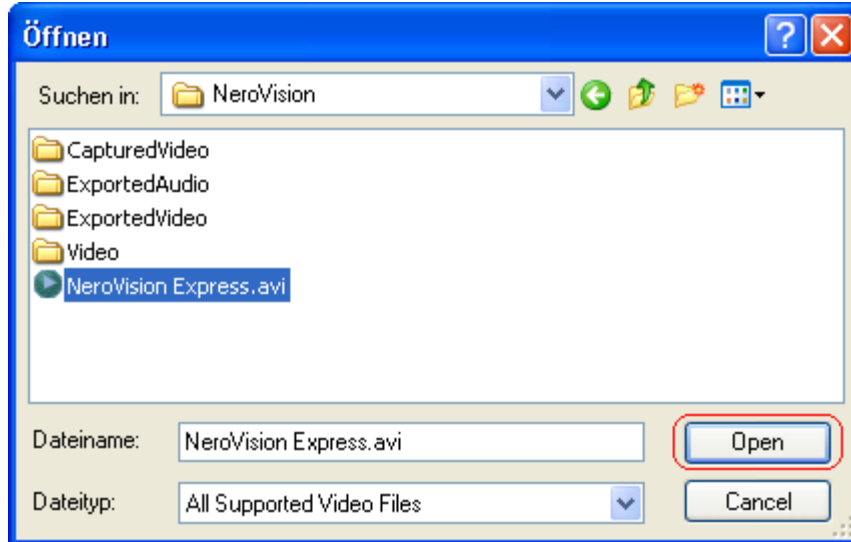 Öffnen
Suchen in: NeroVision
CapturedVideo
ExportedAudio
ExportedVideo
Video
NeroVision Express.avi
Dateiname: NeroVision Express.avi Open
Dateityp: All Supported Video Files Cancel